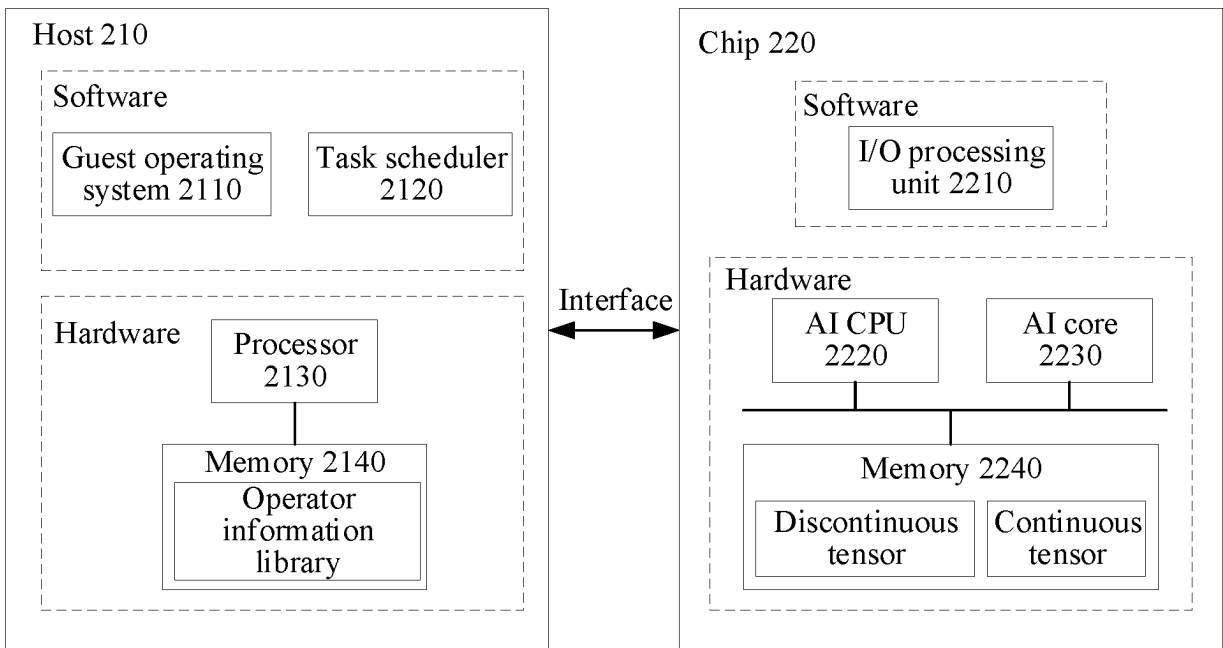 Host 210
Software
Guest operating
system 2110
Task scheduler
2120
Hardware
Processor
2130
Memory 2140
Operator
information
library
Interface
Chip 220
Software
I/O processing
unit 2210
Hardware
AI CPU
2220
AI core
2230
Memory 2240
Discontinuous
tensor
Continuous
tensor